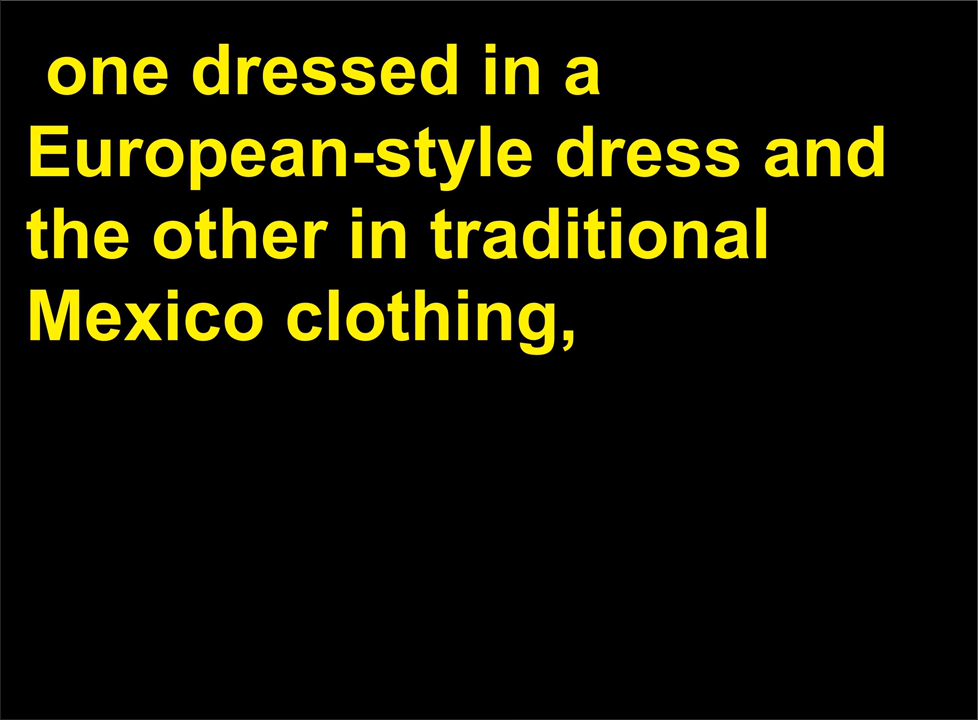 one dressed in a
European-style dress and
the other in traditional
Mexico clothing,